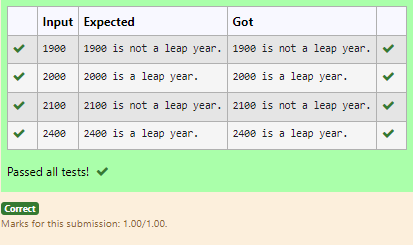 Input Expected Got
1900 1900 is not a leap year. 1900 is not a leap year.
2000 2000 is a leap year. 2000 is a leap year.
2100 2100 is not a leap year. 2100 is not a leap year.
2400 2400 is a leap year. 2400 is a leap year.
Passed all tests!
Correct
Marks for this submission: 1.00/1.00.